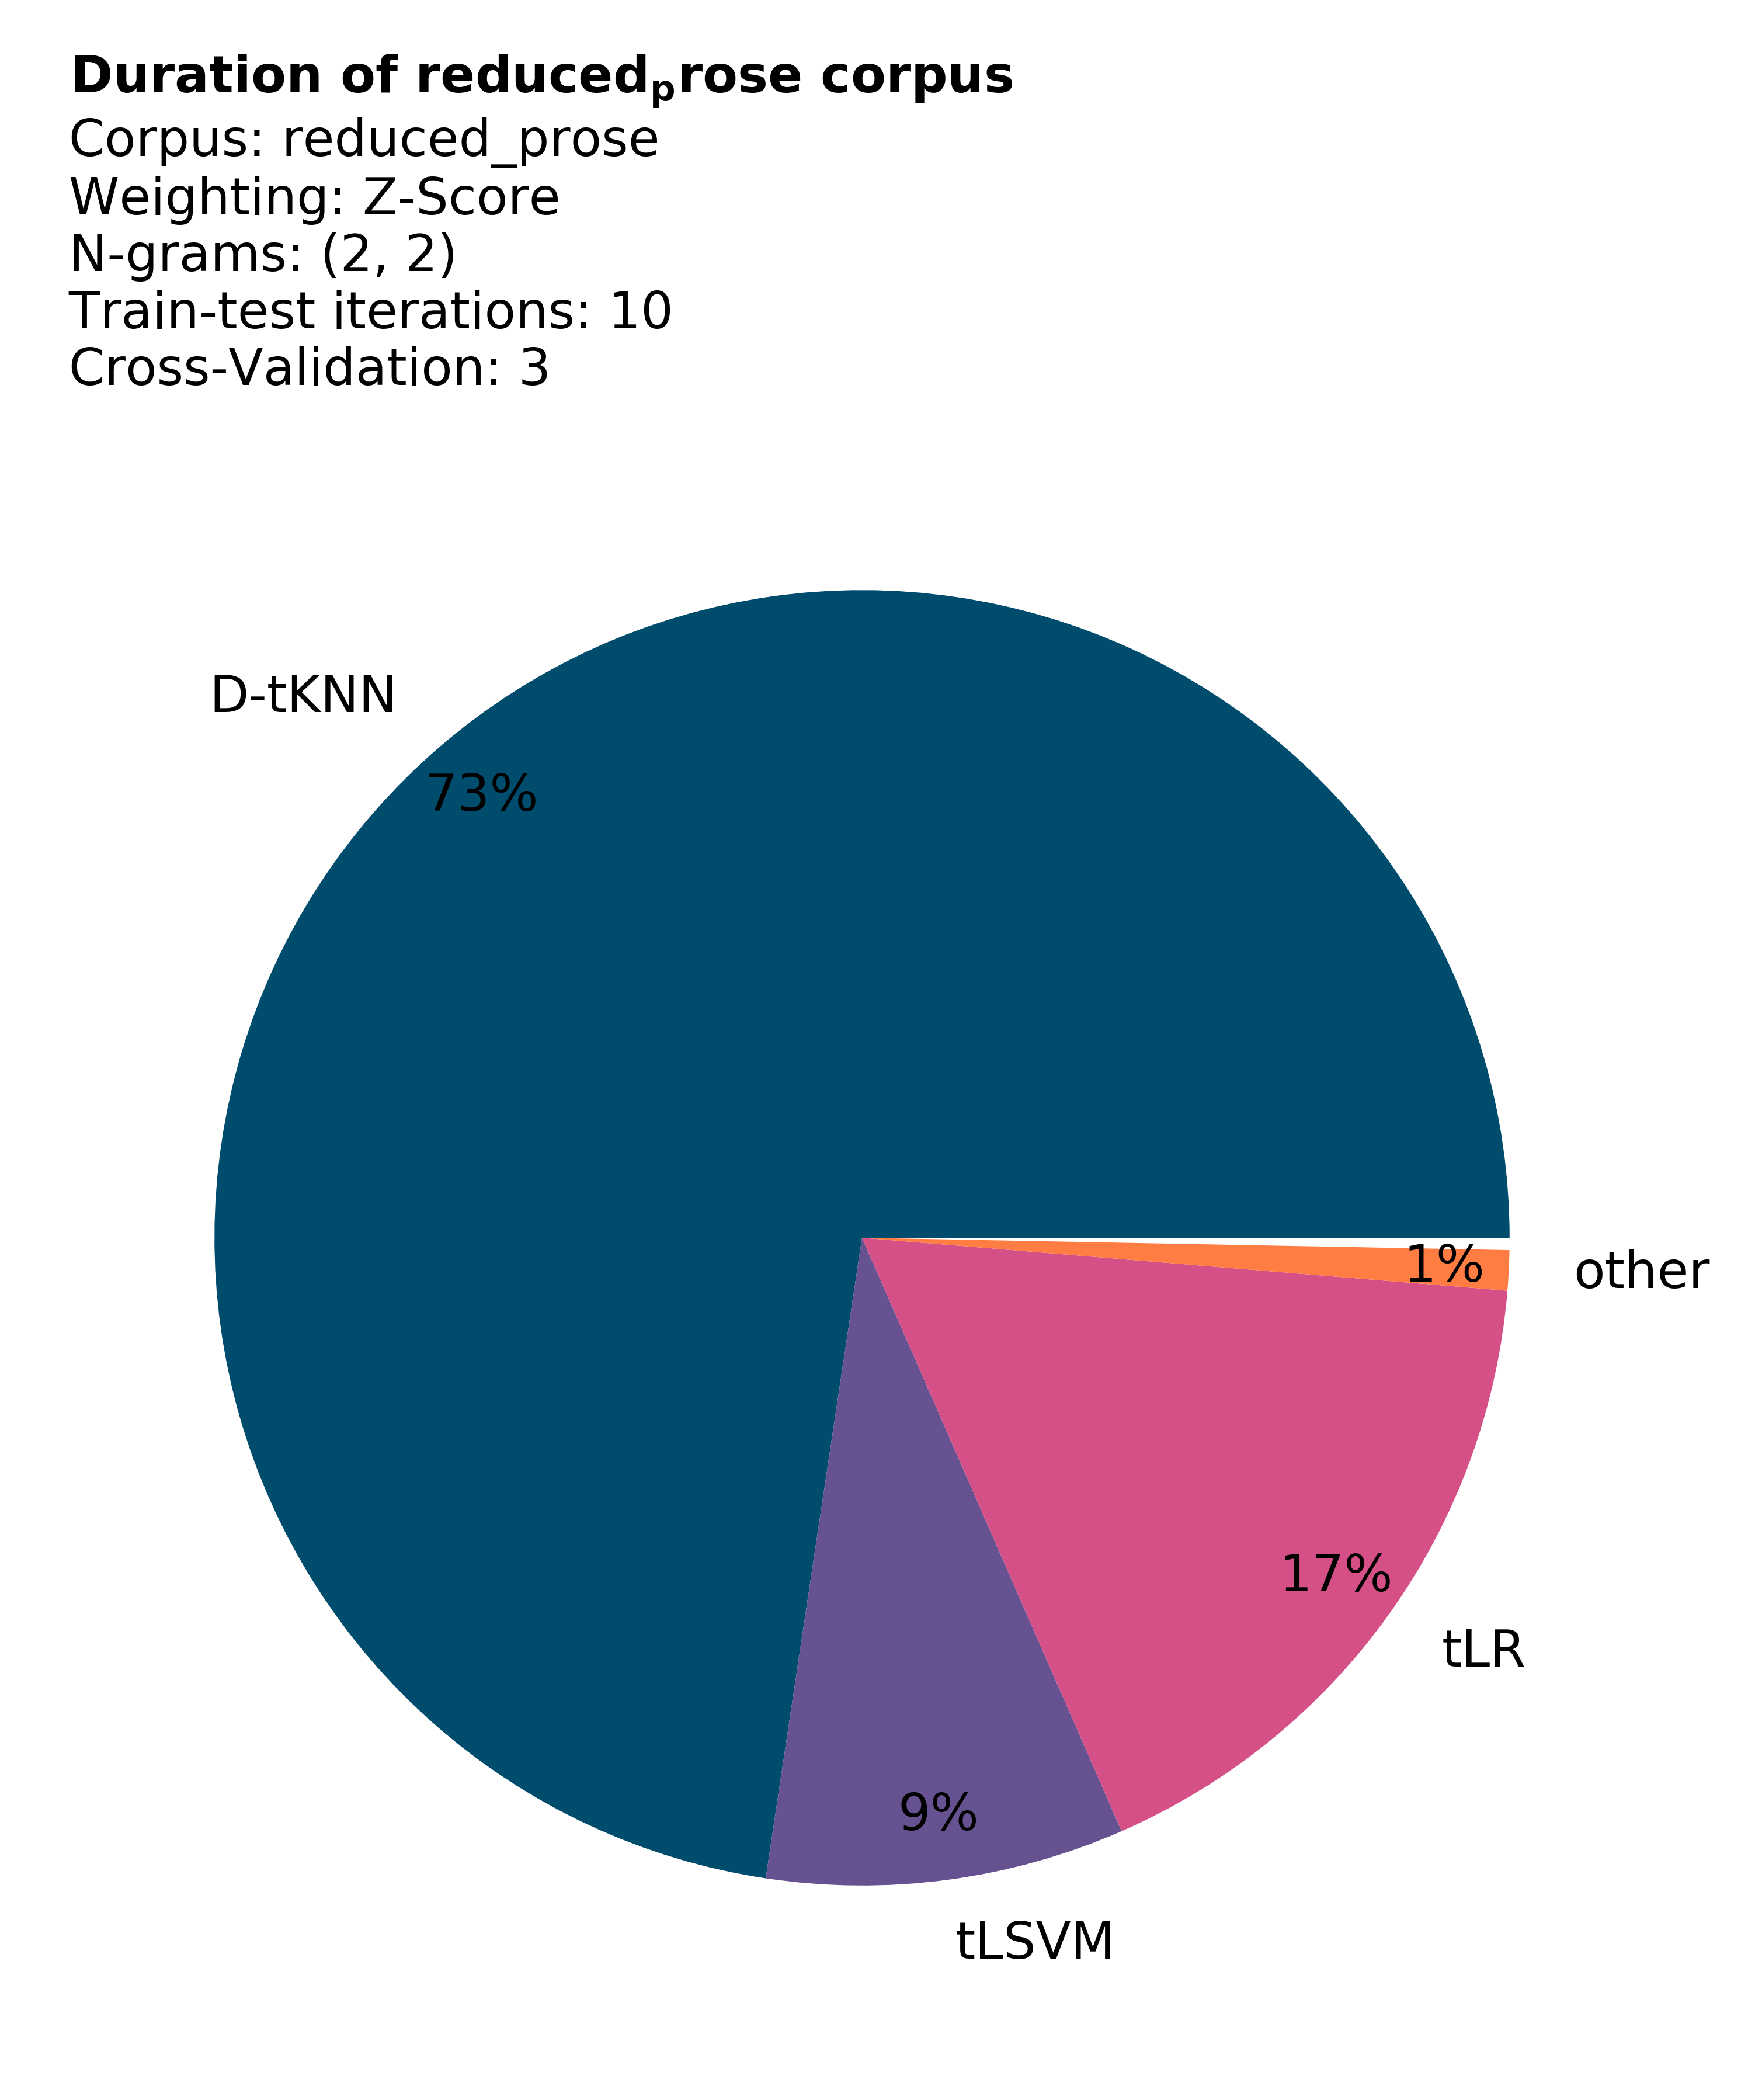 Duration of reducedₚrose corpus
Corpus: reduced_prose
Weighting: Z-Score
N-grams: (2, 2)
Train-test iterations: 10
Cross-Validation: 3
D-tKNN
73%
1%
other
17%
tLR
9%
tLSVM